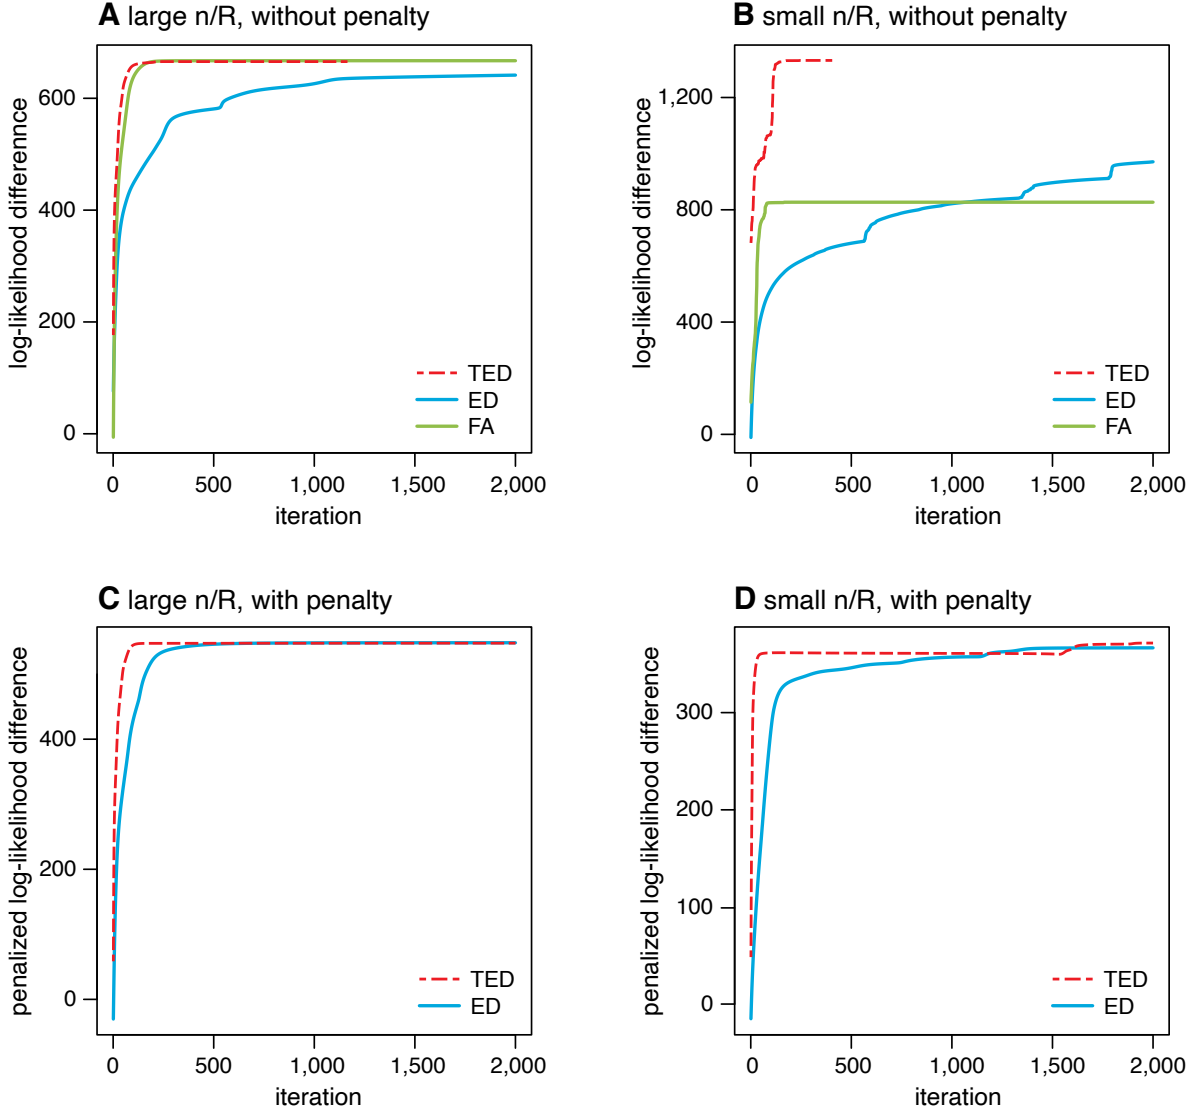 A large n/R, without penalty
log-likelihood differennce
600
400
200
0
TED
ED
FA
0 500 1,000 1,500 2,000
iteration
B small n/R, without penalty
log-likelihood difference
1,200
800
400
0
TED
ED
FA
0 500 1,000 1,500 2,000
iteration
C large n/R, with penalty
penalized log-likelihood difference
400
200
0
TED
ED
0 500 1,000 1,500 2,000
iteration
D small n/R, with penalty
penalized log-likelihood difference
300
200
100
0
TED
ED
0 500 1,000 1,500 2,000
iteration